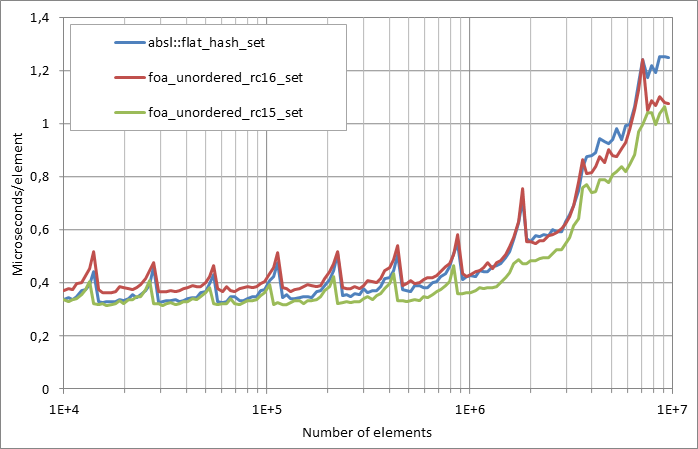 1,4
1,2
1
0,8
0,6
0,4
0,2
0
Microseconds/element
absl::flat_hash_set
foa_unordered_rc16_set
foa_unordered_rc15_set
1E+4
1E+5
1E+6
1E+7
Number of elements